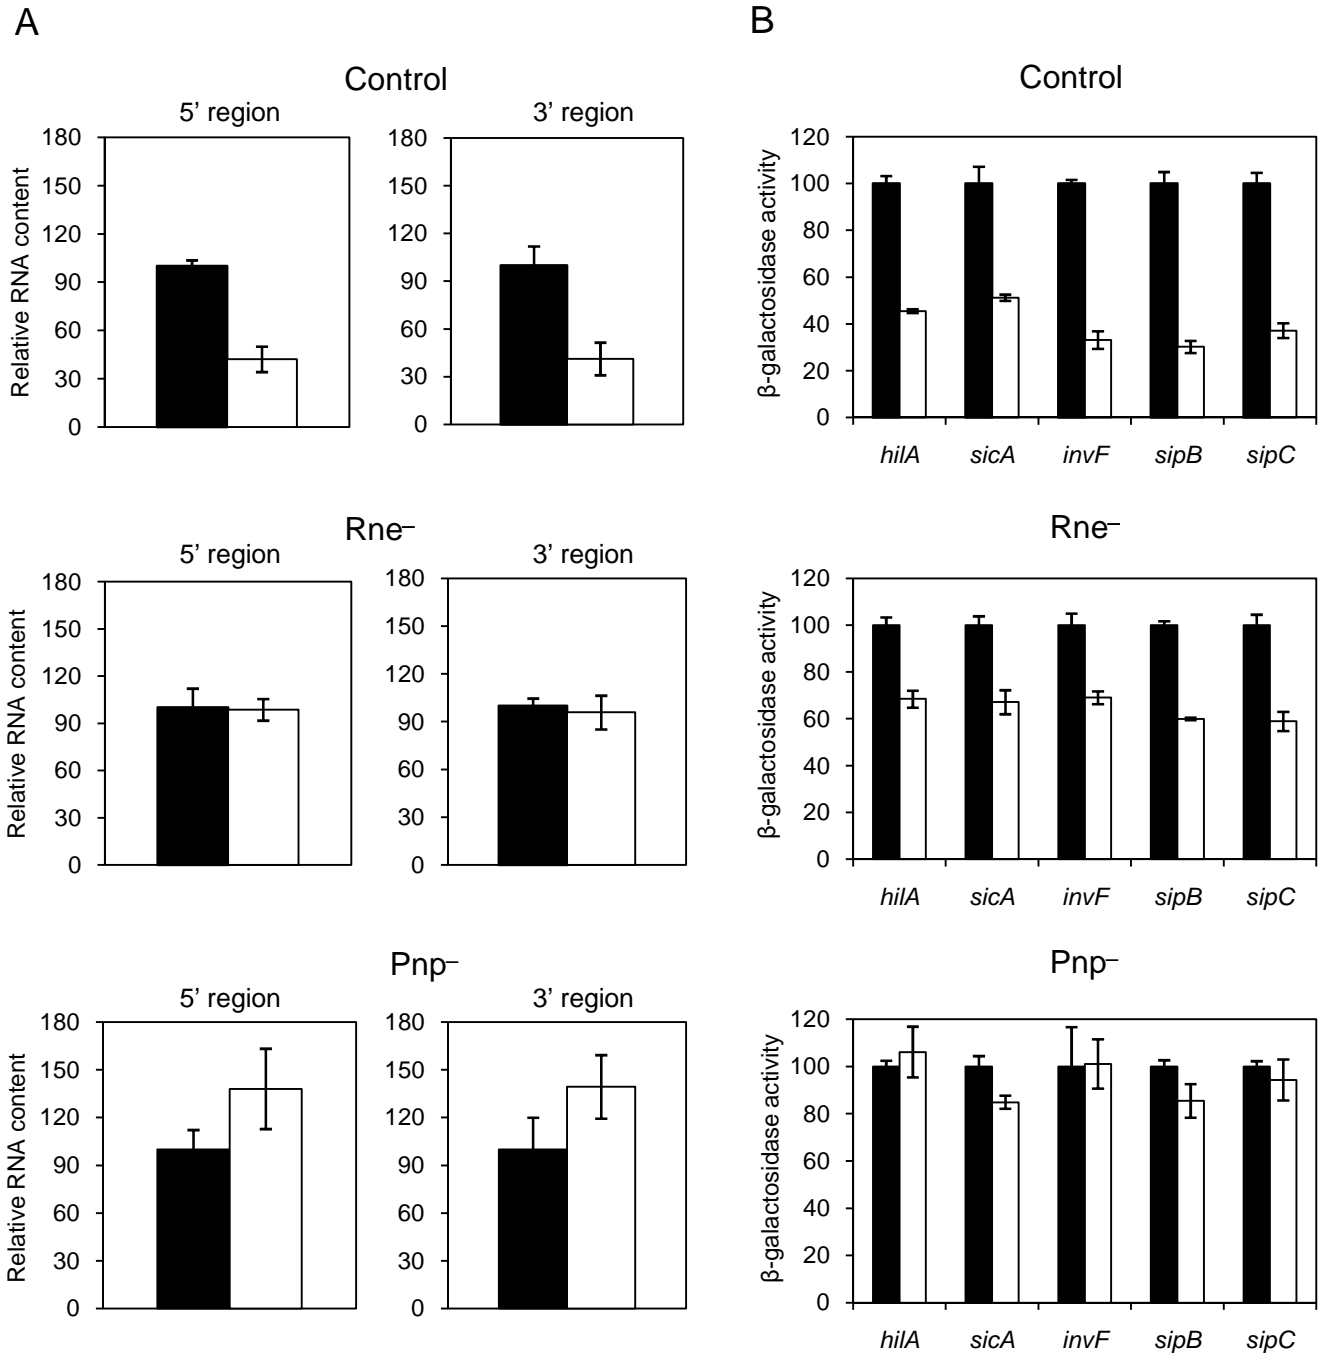 A
Control
5’ region
3’ region
Relative RNA content
180
150
120
90
60
30
0
180
150
120
90
60
30
0
Rne–
5’ region
3’ region
Relative RNA content
180
150
120
90
60
30
0
180
150
120
90
60
30
0
Pnp–
5’ region
3’ region
Relative RNA content
180
150
120
90
60
30
0
180
150
120
90
60
30
0
B
Control
β-galactosidase activity
120
100
80
60
40
20
0
hilA sicA invF sipB sipC
Rne–
β-galactosidase activity
120
100
80
60
40
20
0
hilA sicA invF sipB sipC
Pnp–
β-galactosidase activity
120
100
80
60
40
20
0
hilA sicA invF sipB sipC